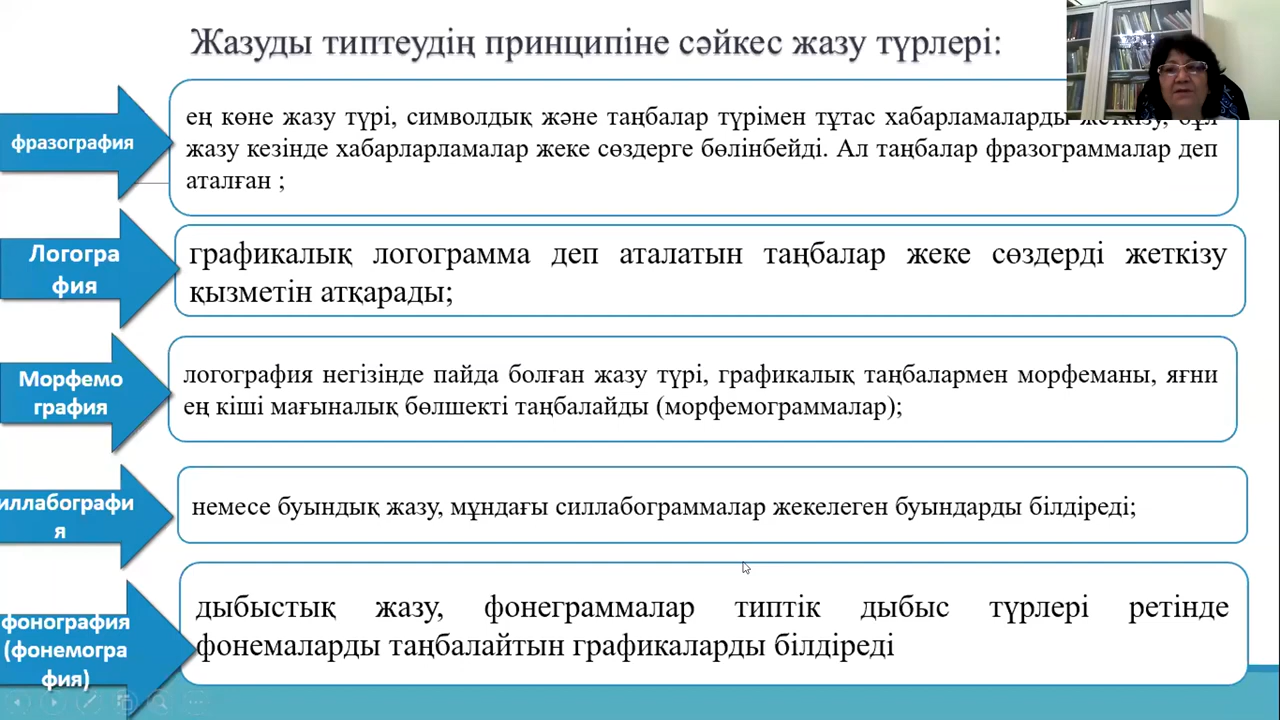 Жазуды типтеудің принципіне сәйкес жазу түрлері:
фразография
ең көне жазу түрі, символдық және таңбалар түрімен тұтас хабарламаларды жеткізу, бұл
жазу кезінде хабарларламалар жеке сөздерге бөлінбейді. Ал таңбалар фразограммалар деп
аталған ;
Логогра
фия
графикалық логограмма деп аталатын таңбалар жеке сөздерді жеткізу
қызметін атқарады;
Морфемо
графия
логография негізінде пайда болған жазу түрі, графикалық таңбалармен морфеманы, яғни
ең кіші мағыналық бөлшекті таңбалайды (морфемограммалар);
иллабографи
я
немесе буындық жазу, мұндағы силлабограммалар жекелеген буындарды білдіреді;
фонография
(фонемогра
фия)
дыбыстық жазу, фонеграммалар типтік дыбыс түрлері ретінде
фонемаларды таңбалайтын графикаларды білдіреді